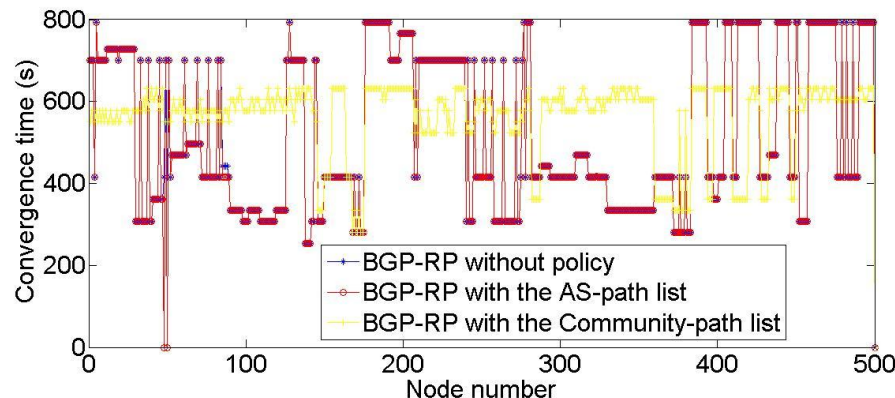 800
600
400
200
0
Convergence time (s)
BGP-RP without policy
BGP-RP with the AS-path list
BGP-RP with the Community-path list
0 100 200 300 400 500
Node number